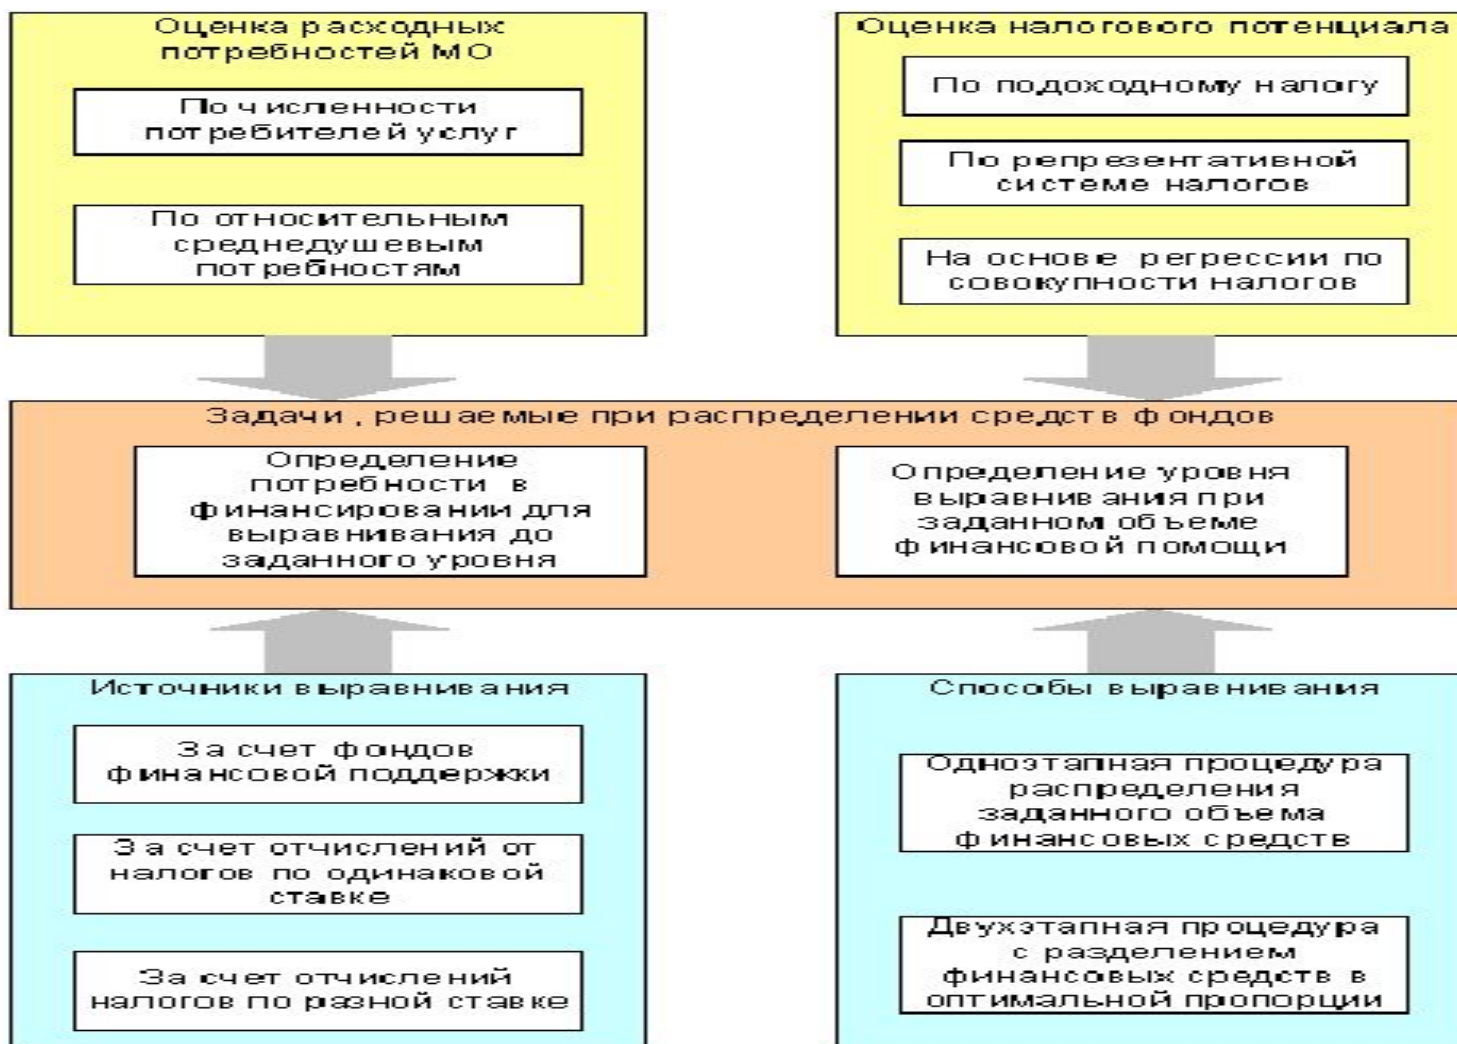 Оценка расходных
потребностей МО
По численности
потребителей услуг
По относительным
среднедушевым
потребностям
Оценка налогового потенциала
По подоходному налогу
По репрезентативной
системе налогов
На основе регрессии по
совокупности налогов
Задачи, решаемые при распределении средств фондов
Определение
потребности в
финансировании для
выравнивания до
заданного уровня
Определение уровня
выравнивания при
заданном объеме
финансовой помощи
Источники выравнивания
За счет фондов
финансовой поддержки
За счет отчислений от
налогов по одинаковой
ставке
За счет отчислений
налогов по разной ставке
Способы выравнивания
Одноэтапная процедура
распределения
заданного объема
финансовых средств
Двухэтапная процедура
с разделением
финансовых средств в
оптимальной пропорции